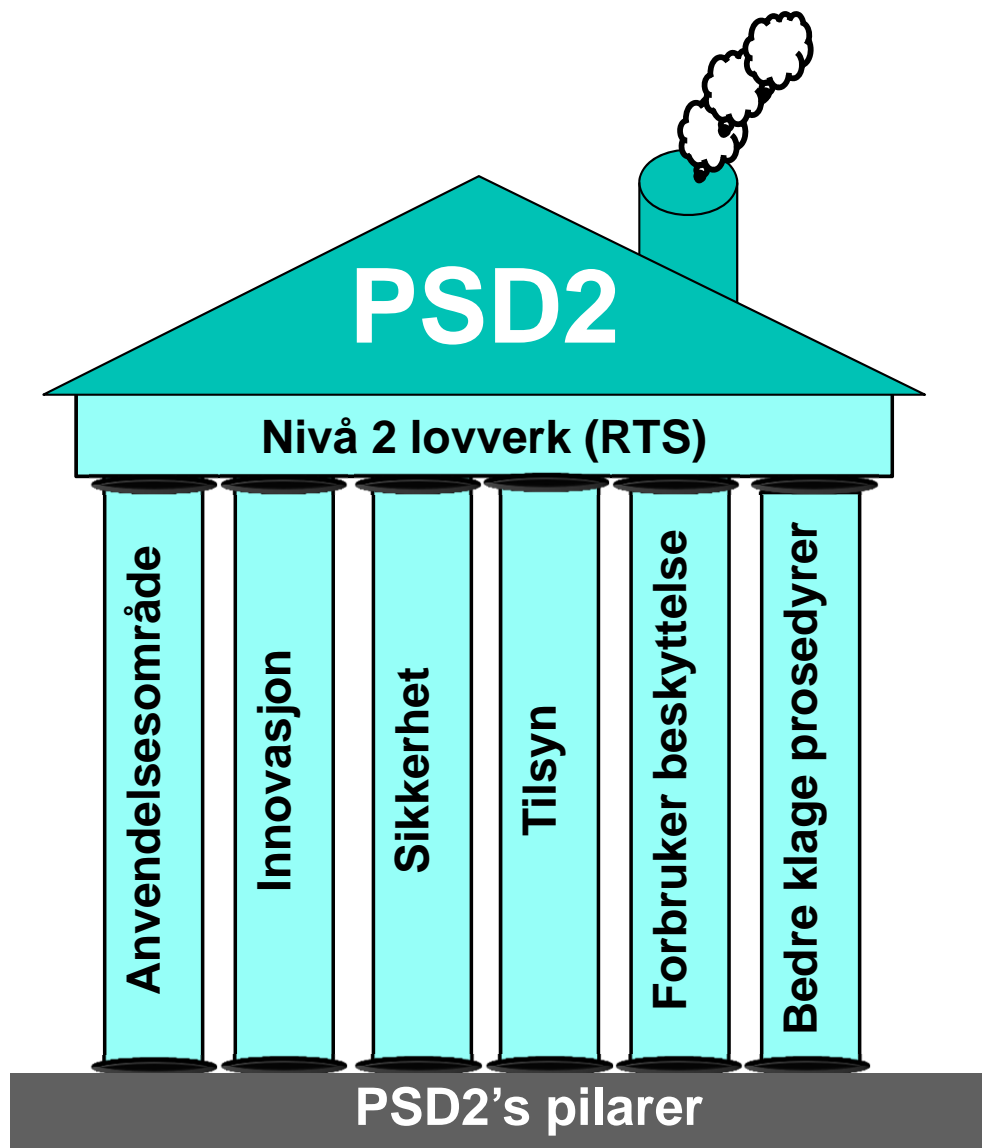 PSD2
Nivå 2 lovverk (RTS)
Anvendelsesområde
Innovasjon
Sikkerhet
Tilsyn
Forbruker beskyttelse
Bedre klage prosedyrer
PSD2’s pilarer